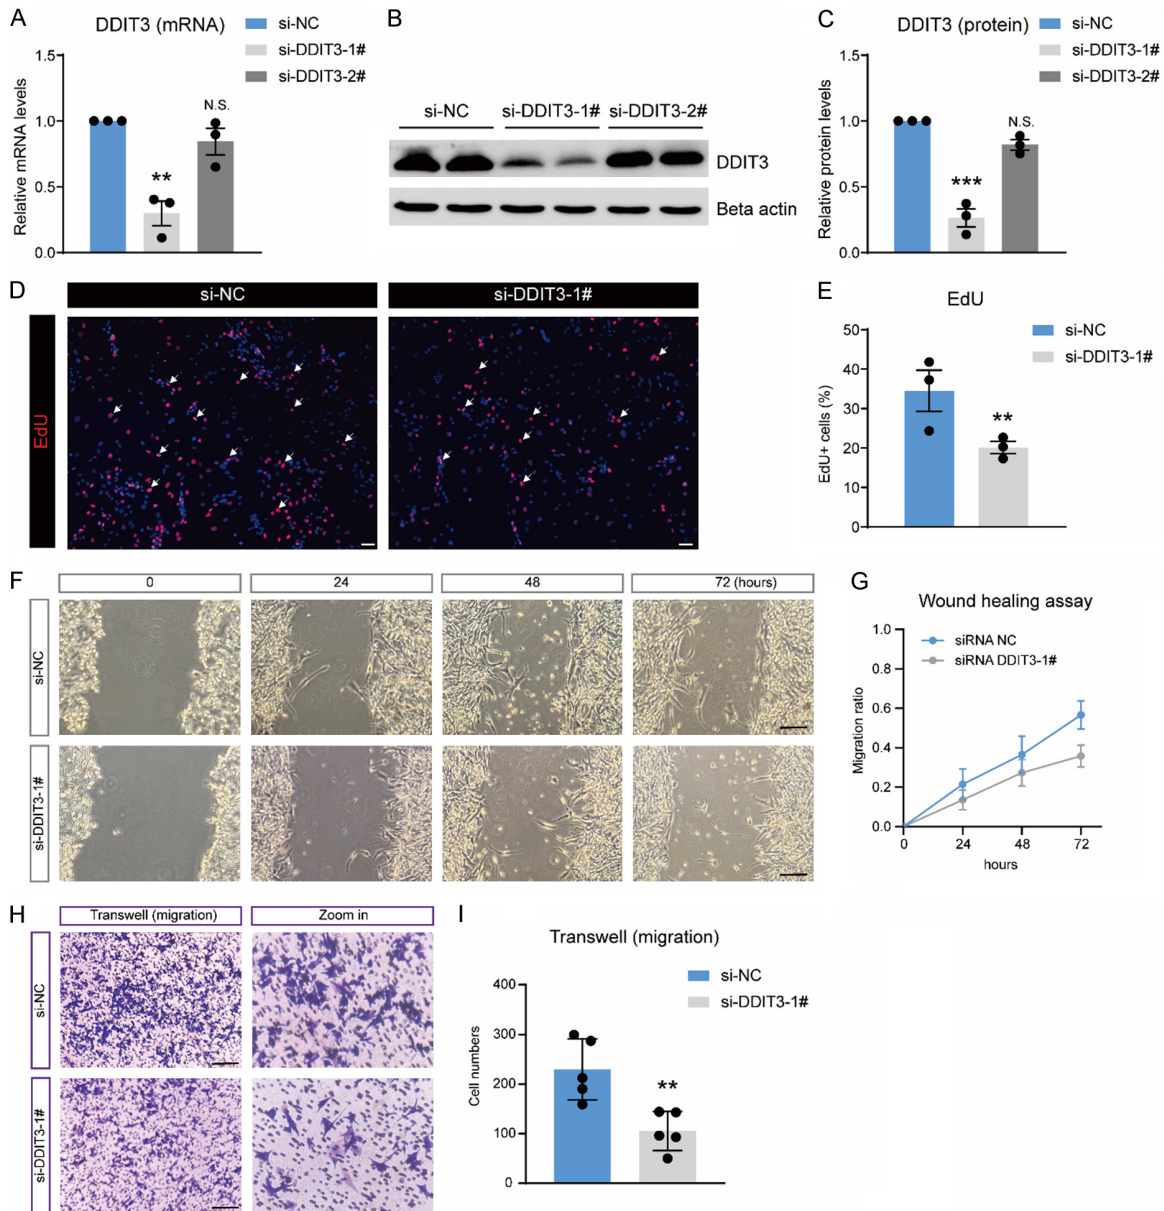 A
DDIT3 (mRNA)
si-NC
si-DDIT3-1#
si-DDIT3-2#
Relative mRNA levels
1.5
1.0
0.5
0.0
**
N.S.
B
si-NC
si-DDIT3-1#
si-DDIT3-2#
DDIT3
Beta actin
C
DDIT3 (protein)
si-NC
si-DDIT3-1#
si-DDIT3-2#
Relative protein levels
1.5
1.0
0.5
0.0
***
N.S.
D
si-NC
si-DDIT3-1#
EdU
E
EdU
si-NC
si-DDIT3-1#
EdU+ cells (%)
50
40
30
20
10
0
**
F
0
24
48
72 (hours)
si-NC
si-DDIT3-1#
G
Wound healing assay
siRNA NC
siRNA DDIT3-1#
Migration ratio
1.0
0.8
0.6
0.4
0.2
0.0
0
24
48
72
hours
H
Transwell (migration)
Zoom in
si-NC
si-DDIT3-1#
I
Transwell (migration)
si-NC
si-DDIT3-1#
Cell numbers
400
300
200
100
0
**